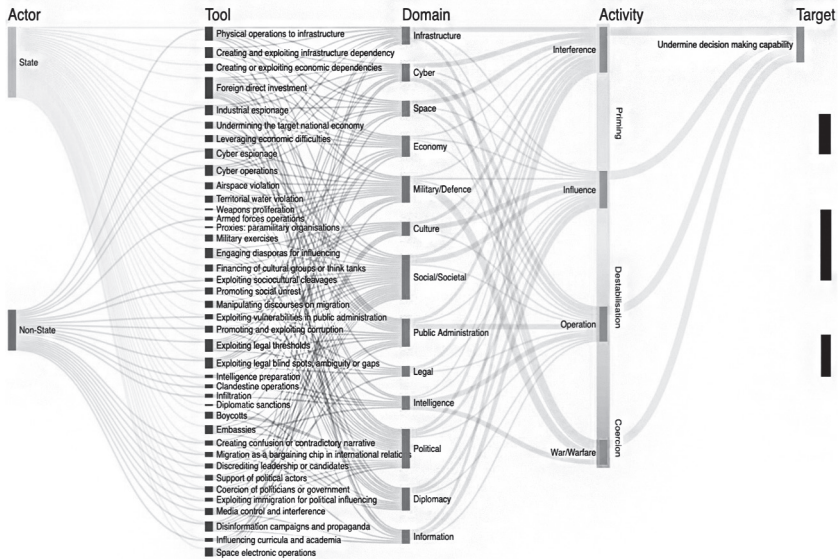 Actor
Tool
Domain
Activity
Target
State
Non-State
Physical operations to infrastructure
Creating and exploiting infrastructure dependency
Creating or exploiting economic dependencies
Foreign direct investment
Industrial espionage
Undermining the target national economy
Leveraging economic difficulties
Cyber espionage
Cyber operations
Airspace violation
Territorial water violation
Weapons proliferation
Armed forces operations
Proxies: paramilitary organisations
Military exercises
Engaging diasporas for influencing
Financing of cultural groups or think tanks
Exploiting sociocultural cleavages
Promoting social unrest
Manipulating discourses on migration
Exploiting vulnerabilities in public administration
Promoting and exploiting corruption
Exploiting legal thresholds
Exploiting legal blind spots, ambiguity or gaps
Intelligence preparation
Clandestine operations
Infiltration
Diplomatic sanctions
Boycotts
Embassies
Creating confusion or contradictory narrative
Migration as a bargaining chip in international relations
Discrediting leadership or candidates
Support of political actors
Coercion of politicians or government
Exploiting immigration for political influencing
Media control and interference
Disinformation campaigns and propaganda
Influencing curricula and academia
Space electronic operations
Infrastructure
Cyber
Space
Economy
Military/Defence
Culture
Social/Societal
Public Administration
Legal
Intelligence
Political
Diplomacy
Information
Interference
Influence
Operation
War/Warfare
Priming
Destabilisation
Coercion
Undermine decision making capability